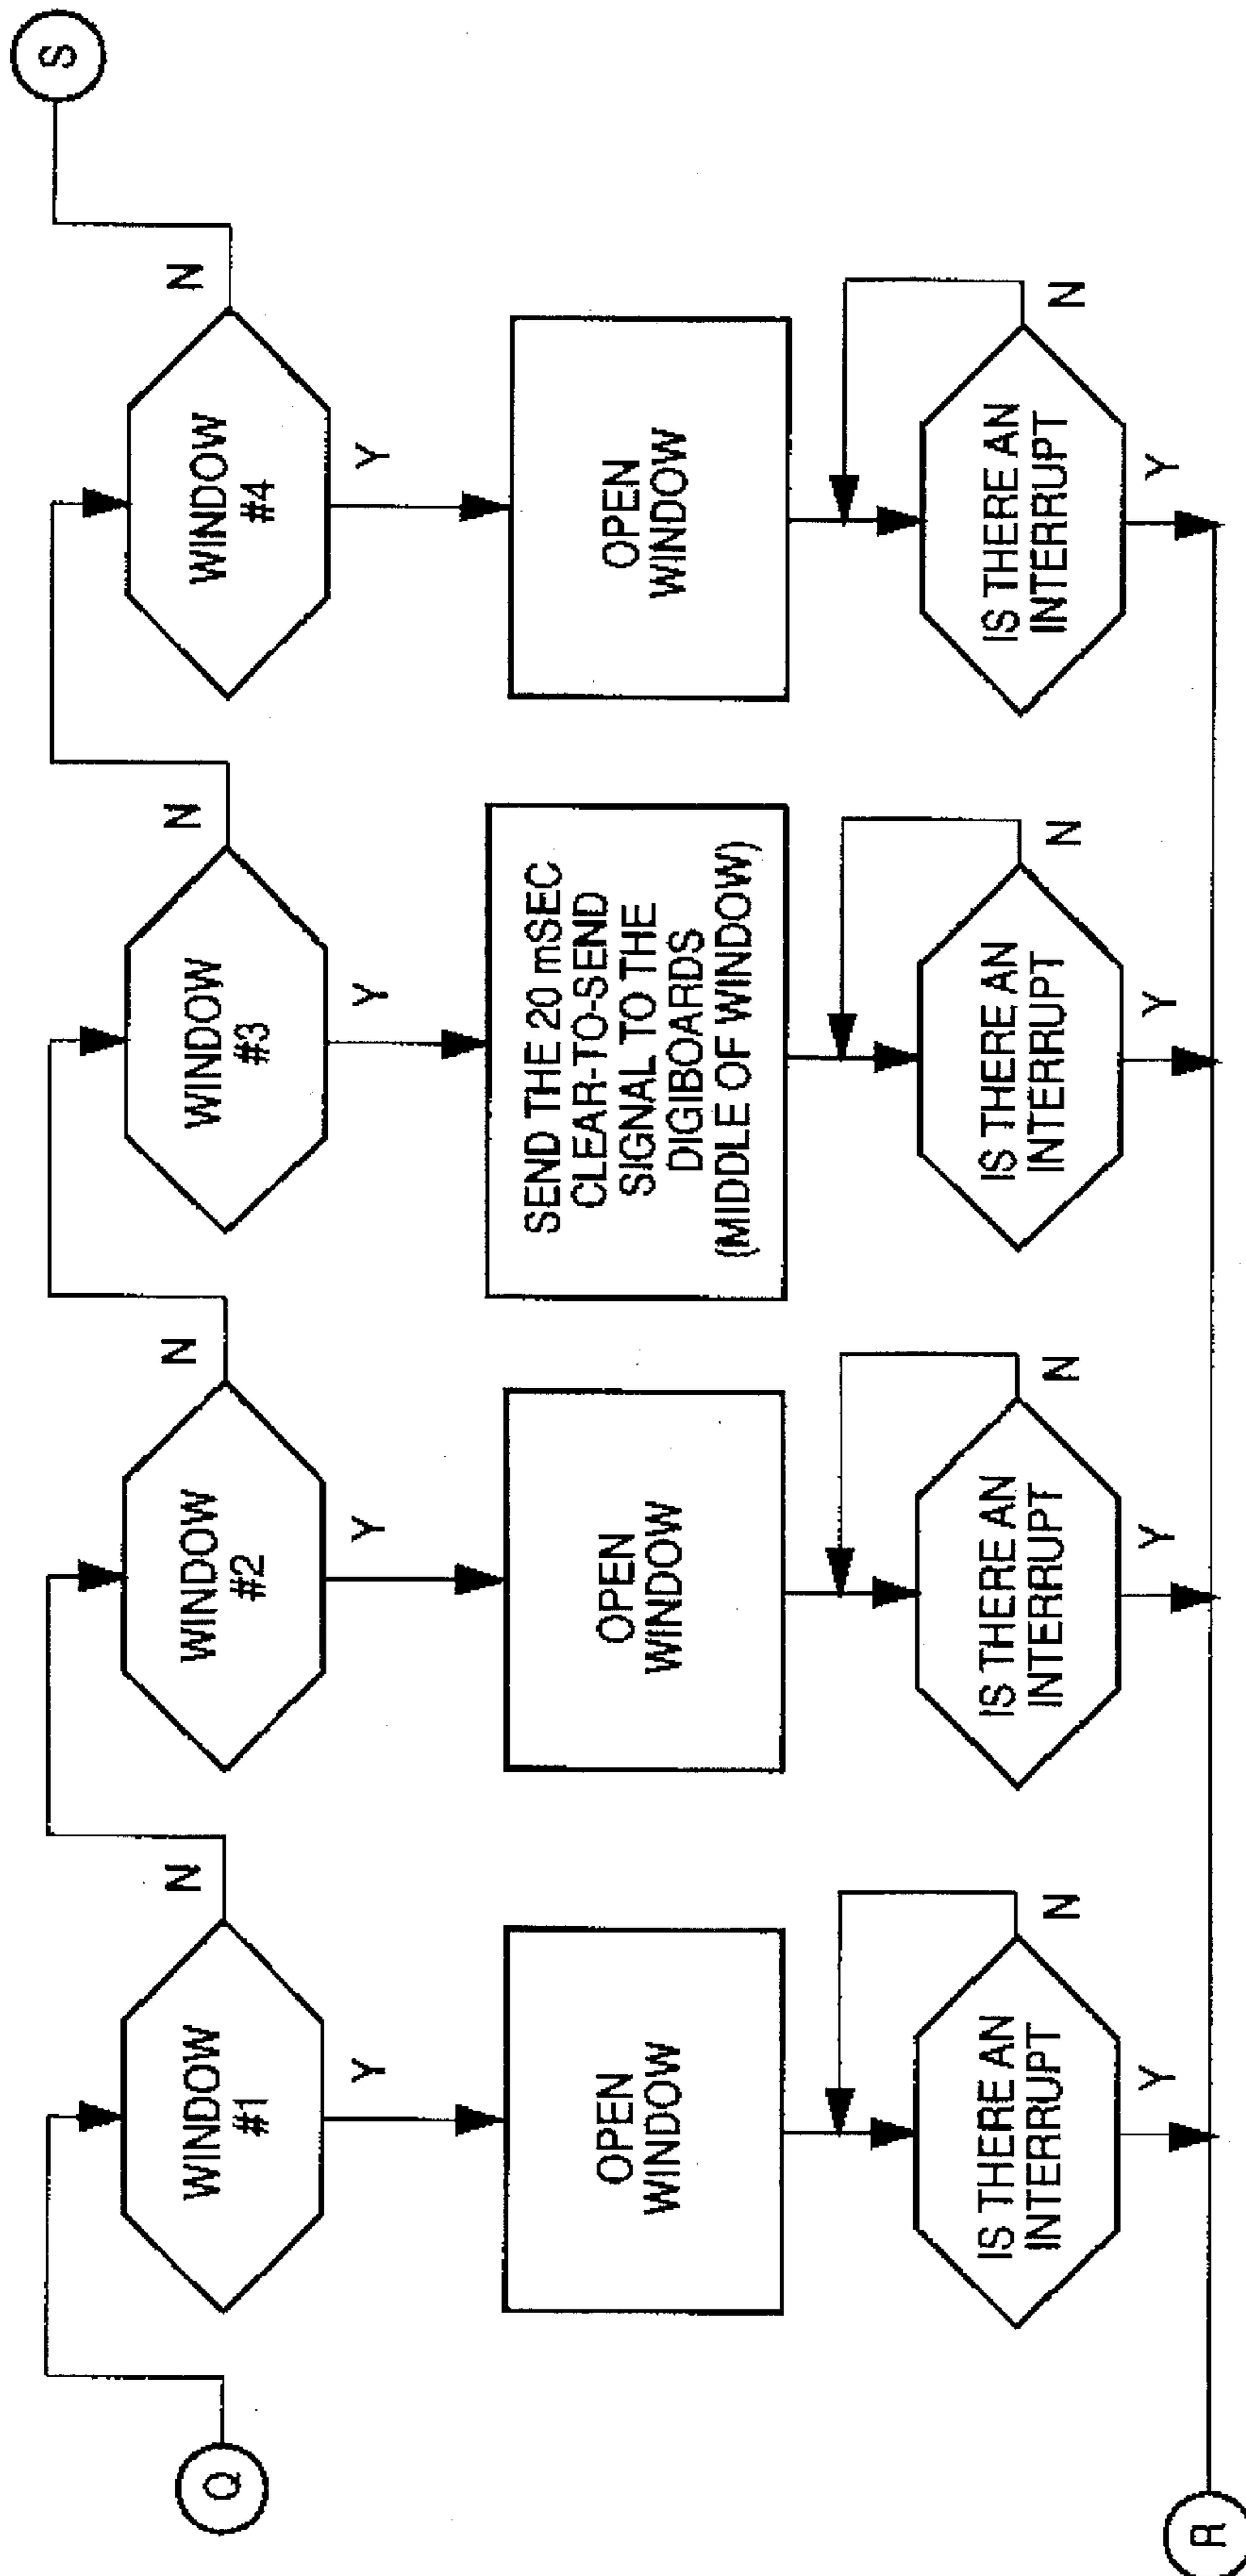 Q
WINDOW
#1
N
Y
OPEN
WINDOW
IS THERE AN
INTERRUPT
N
Y
WINDOW
#2
N
Y
OPEN
WINDOW
IS THERE AN
INTERRUPT
N
Y
WINDOW
#3
N
Y
SEND THE 20 mSEC
CLEAR-TO-SEND
SIGNAL TO THE
DIGIBOARDS
(MIDDLE OF WINDOW)
IS THERE AN
INTERRUPT
N
Y
WINDOW
#4
N
Y
OPEN
WINDOW
IS THERE AN
INTERRUPT
N
Y
S
R